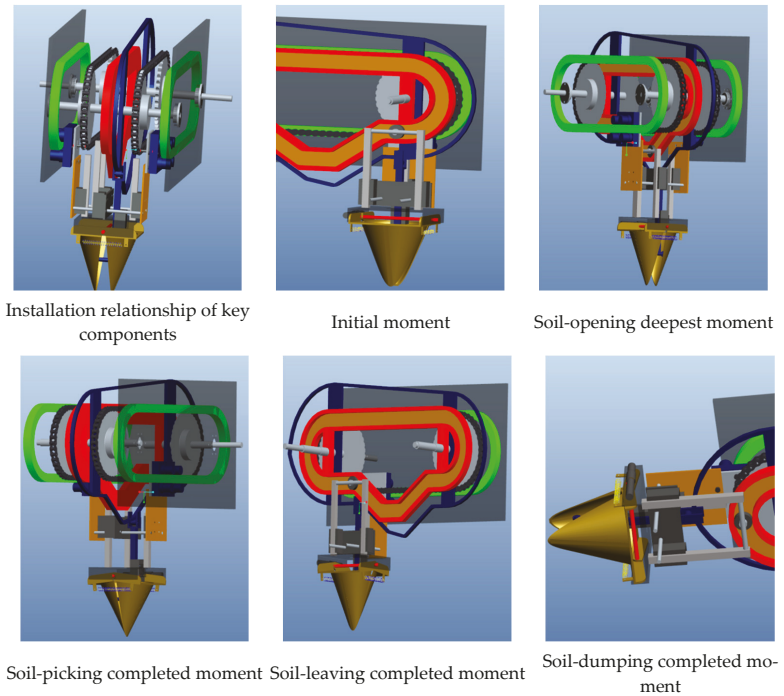 Installation relationship of key
components
Initial moment
Soil-opening deepest moment
Soil-picking completed moment
Soil-leaving completed moment
Soil-dumping completed mo-
ment